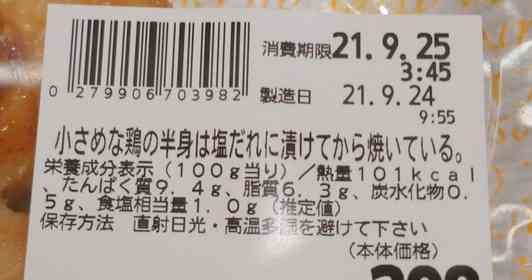 消費期限21.9.25
3:45
0 279906 703982
製造日 21.9.24
9:55
小さめな鶏の半身は塩だれに漬けてから焼いている。
栄養成分表示(100g当り)/熱量101kcal
、たんぱく質9.4g、脂質6.3g、炭水化物0.
5g、食塩相当量1.0g(推定値)
保存方法 直射日光・高温多湿を避けて下さい
(本体価格)